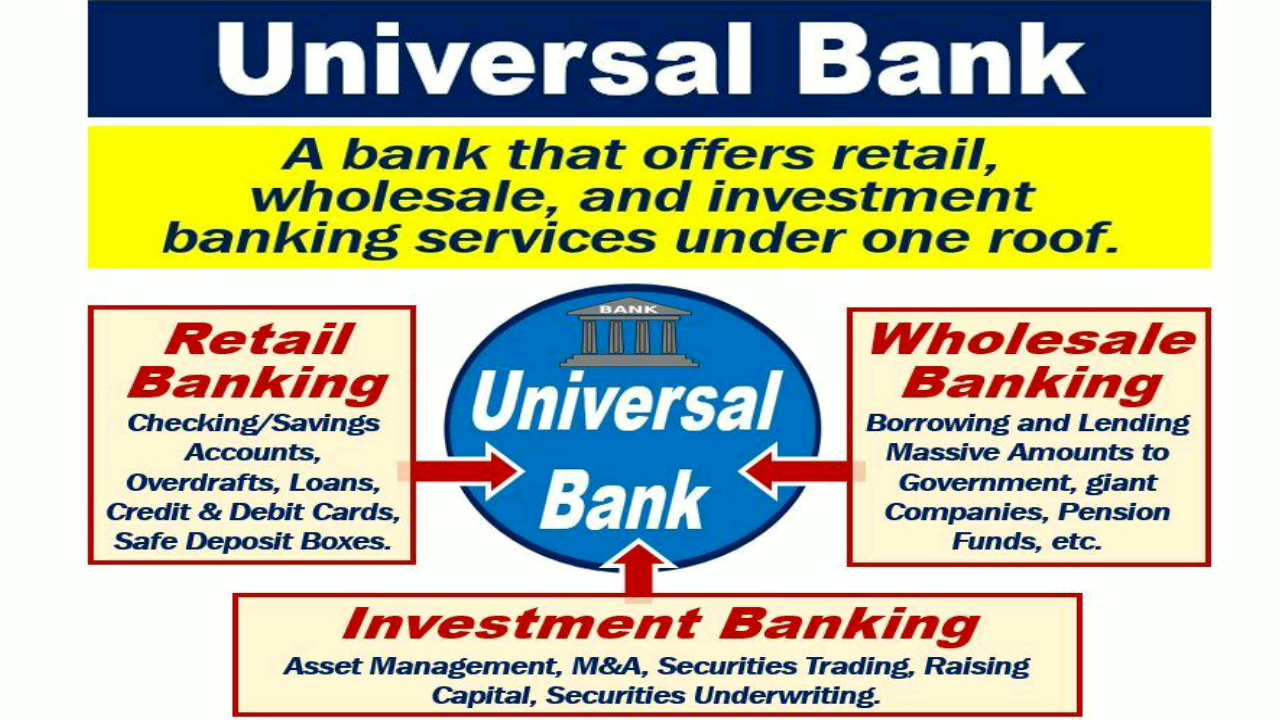 Universal Bank
A bank that offers retail,
wholesale, and investment
banking services under one roof.
Retail
Banking
Checking/Savings
Accounts,
Overdrafts, Loans,
Credit & Debit Cards,
Safe Deposit Boxes.
BANK
Universal
Bank
Wholesale
Banking
Borrowing and Lending
Massive Amounts to
Government, giant
Companies, Pension
Funds, etc.
Investment Banking
Asset Management, M&A, Securities Trading, Raising
Capital, Securities Underwriting.